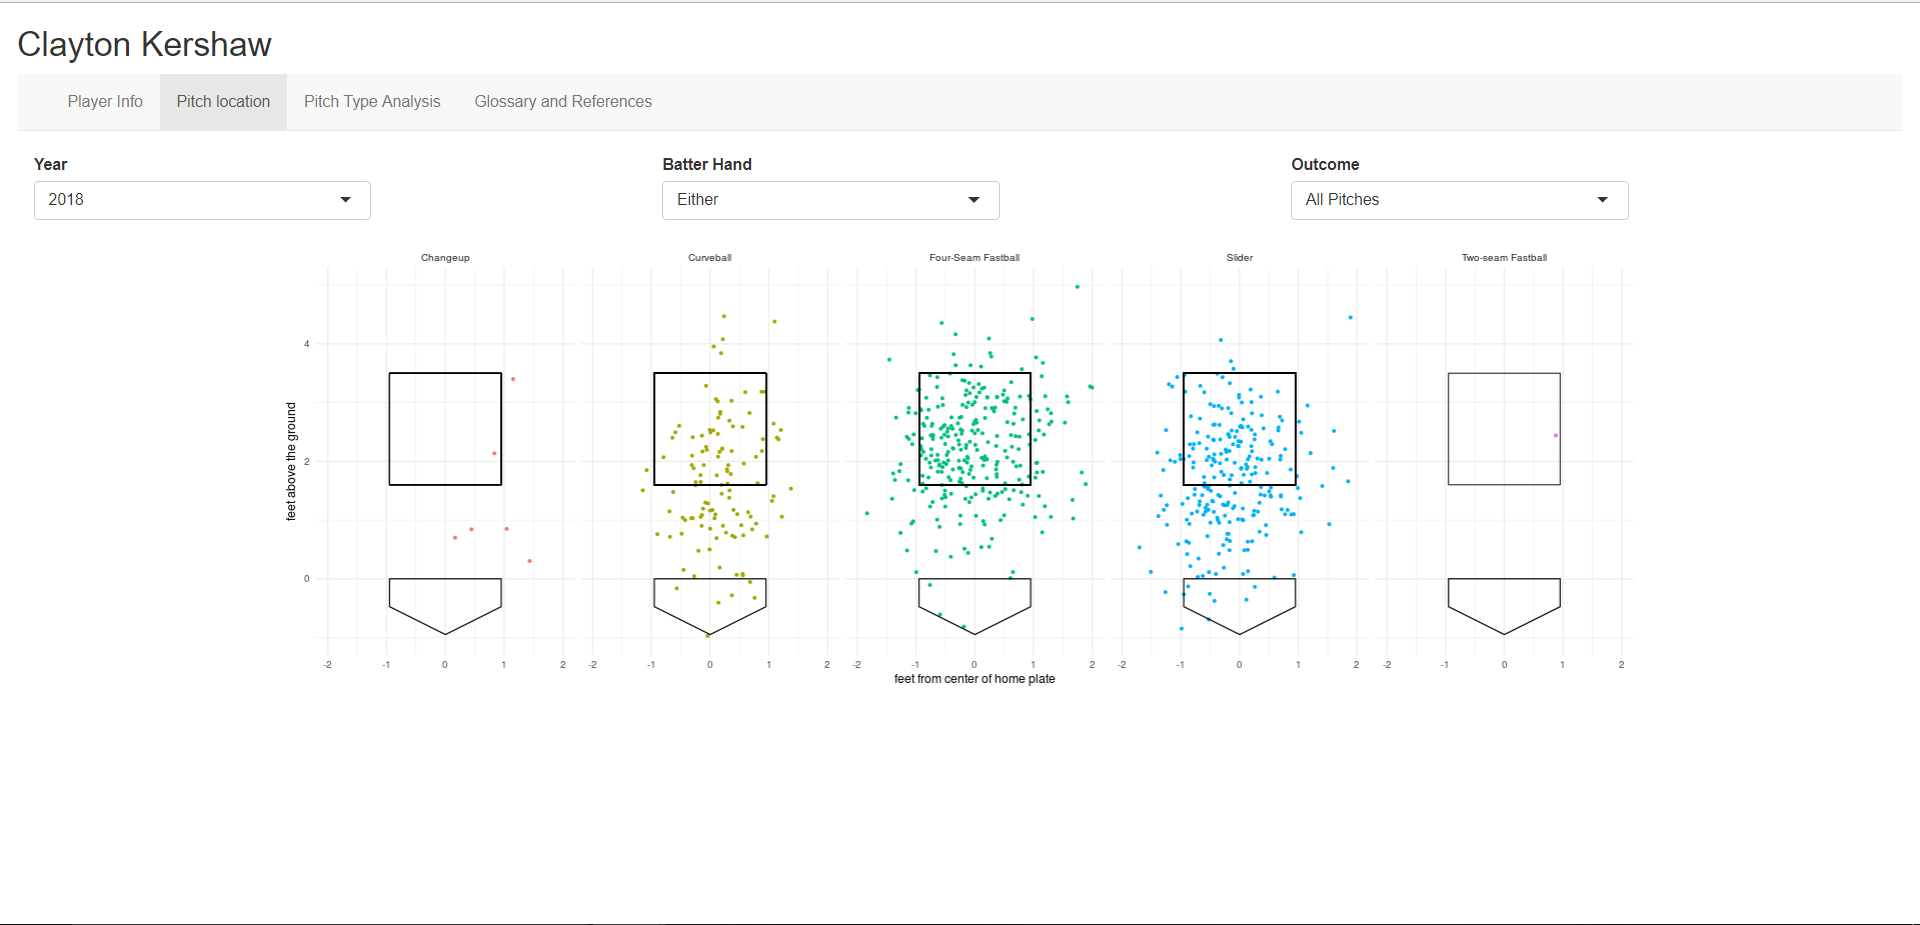 Clayton Kershaw
Player Info Pitch location Pitch Type Analysis Glossary and References
Year Batter Hand Outcome
2018 Either All Pitches
Changeup Curveball Four-Seam Fastball Slider Two-seam Fastball
4
2
0
feet above the ground
-2 -1 0 1 2 -2 -1 0 1 2 -2 -1 0 1 2 -2 -1 0 1 2 -2 -1 0 1 2
feet from center of home plate